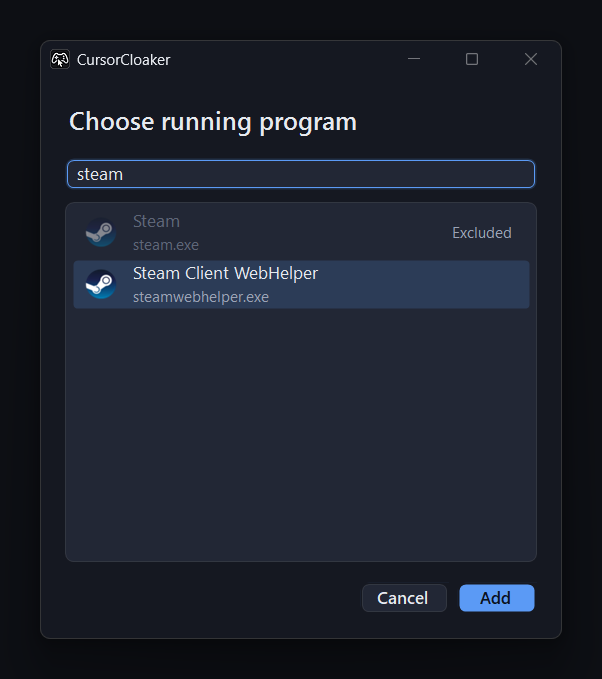 CursorCloaker
Choose running program
steam
Steam
steam.exe
Excluded
Steam Client WebHelper
steamwebhelper.exe
Cancel
Add